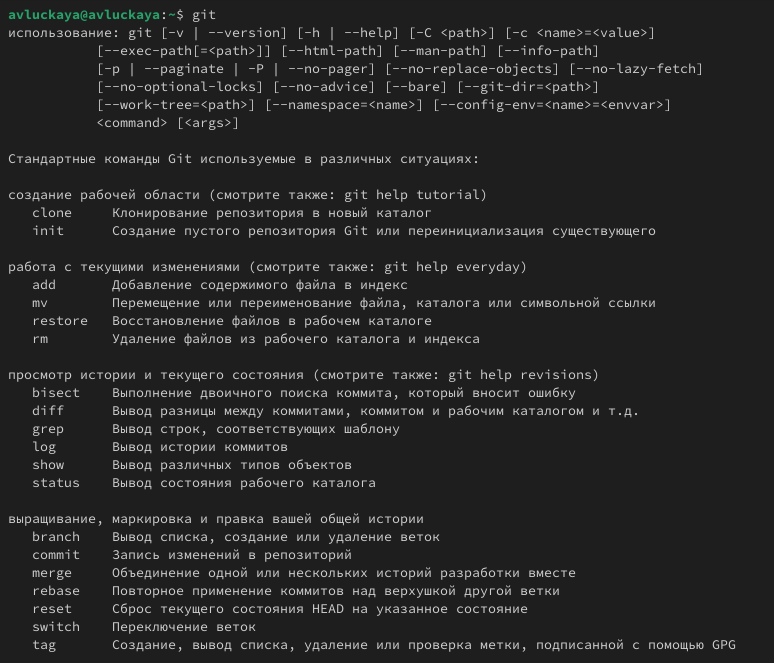 avluckaya@avluckaya:~$ git
использование: git [-v | --version] [-h | --help] [-C <path>] [-c <name>=<value>]
           [--exec-path[=<path>]] [--html-path] [--man-path] [--info-path]
           [-p | --paginate | -P | --no-pager] [--no-replace-objects] [--no-lazy-fetch]
           [--no-optional-locks] [--no-advice] [--bare] [--git-dir=<path>]
           [--work-tree=<path>] [--namespace=<name>] [--config-env=<name>=<envvar>]
           <command> [<args>]

Стандартные команды Git используемые в различных ситуациях:

создание рабочей области (смотрите также: git help tutorial)
   clone     Клонирование репозитория в новый каталог
   init      Создание пустого репозитория Git или переинициализация существующего

работа с текущими изменениями (смотрите также: git help everyday)
   add       Добавление содержимого файла в индекс
   mv        Перемещение или переименование файла, каталога или символьной ссылки
   restore   Восстановление файлов в рабочем каталоге
   rm        Удаление файлов из рабочего каталога и индекса

просмотр истории и текущего состояния (смотрите также: git help revisions)
   bisect    Выполнение двоичного поиска коммита, который вносит ошибку
   diff      Вывод разницы между коммитами, коммитом и рабочим каталогом и т.д.
   grep      Вывод строк, соответствующих шаблону
   log       Вывод истории коммитов
   show      Вывод различных типов объектов
   status    Вывод состояния рабочего каталога

выращивание, маркировка и правка вашей общей истории
   branch    Вывод списка, создание или удаление веток
   commit    Запись изменений в репозиторий
   merge     Объединение одной или нескольких историй разработки вместе
   rebase    Повторное применение коммитов над верхушкой другой ветки
   reset     Сброс текущего состояния HEAD на указанное состояние
   switch    Переключение веток
   tag       Создание, вывод списка, удаление или проверка метки, подписанной с помощью GPG